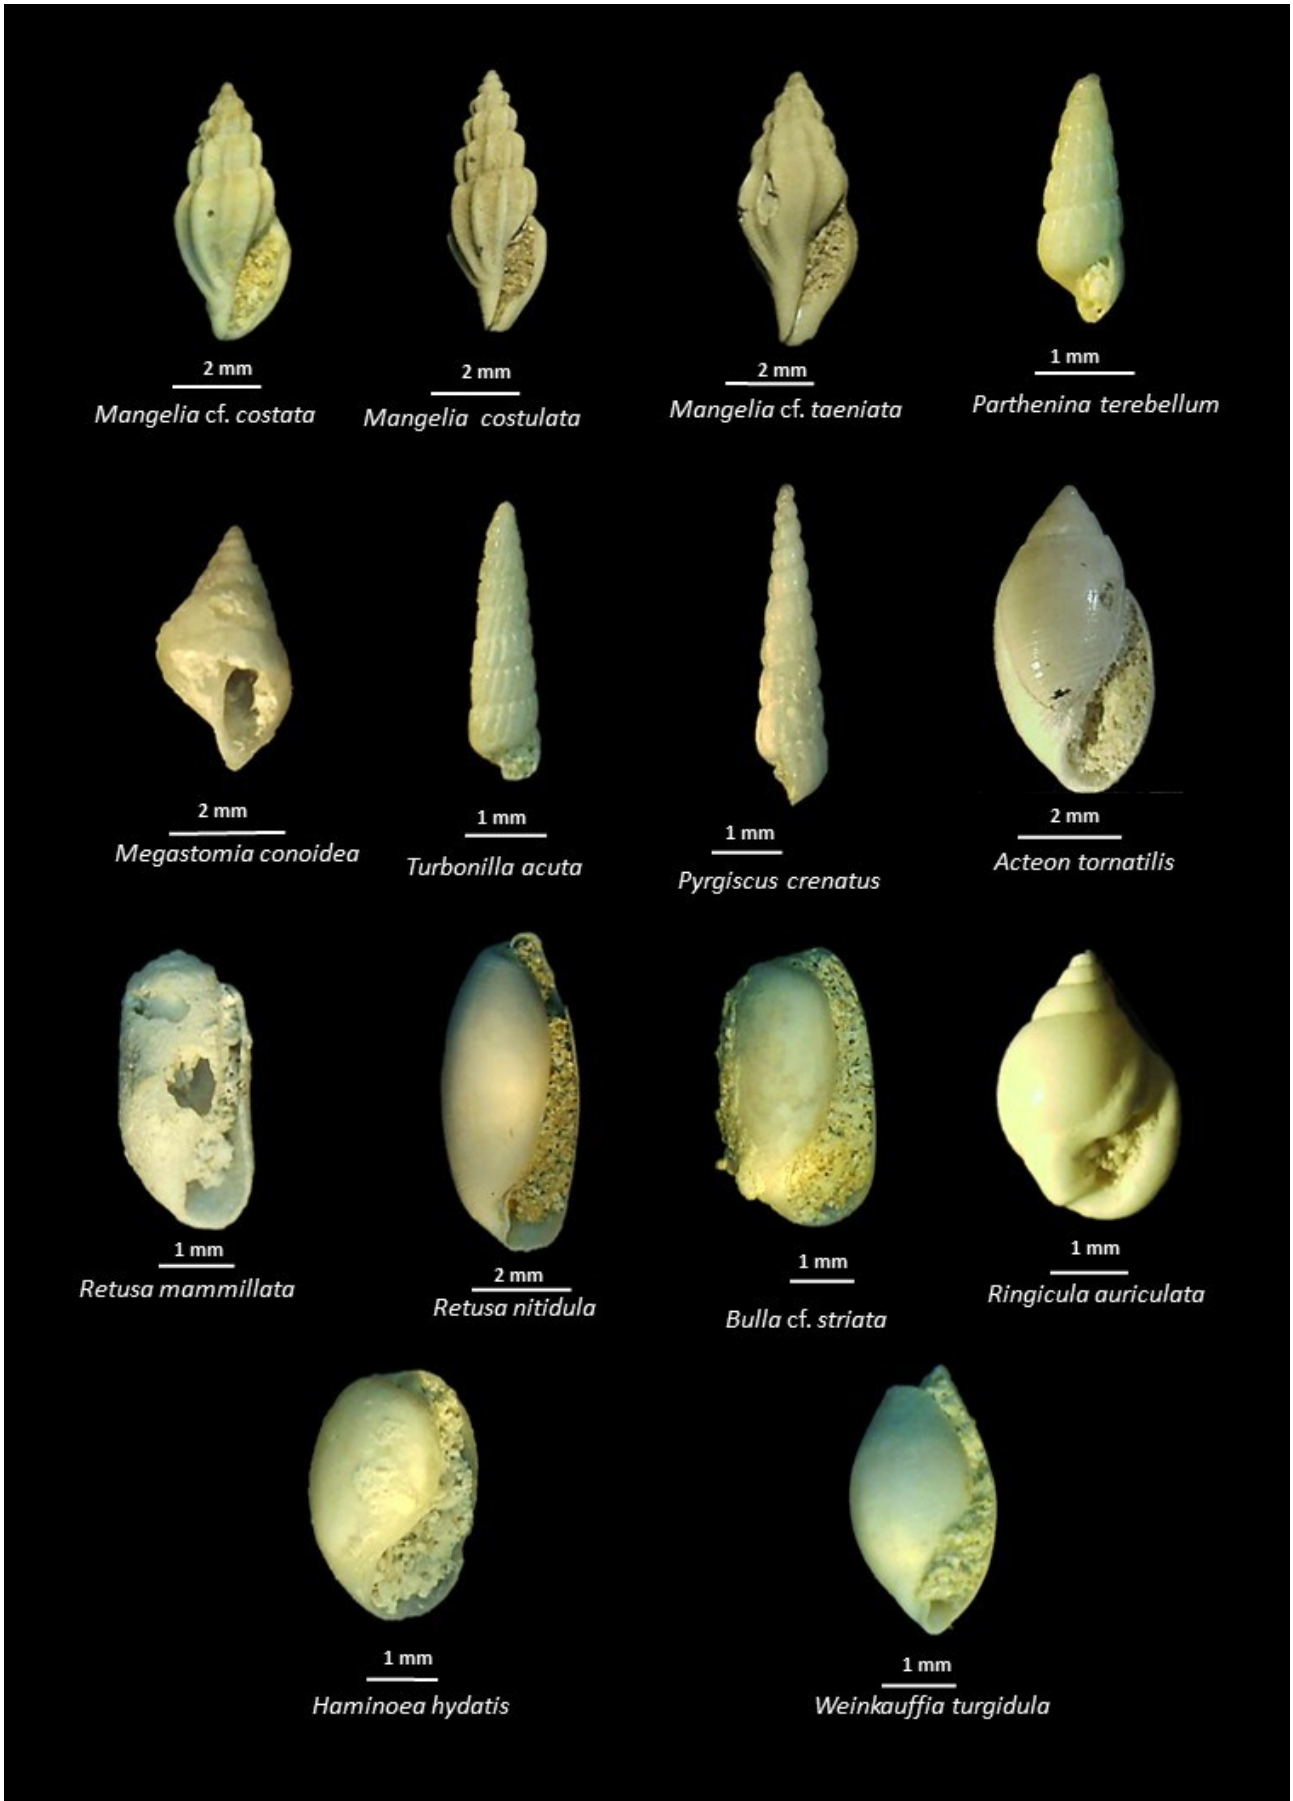 2 mm
2 mm
2 mm
1 mm
Mangelia cf. costata
Mangelia costulata
Mangelia cf. taeniata
Parthenina terebellum
2 mm
1 mm
1 mm
2 mm
Megastomia conoidea
Turbonilla acuta
Pyrgiscus crenatus
Acteon tornatilis
1 mm
2 mm
1 mm
1 mm
Retusa mammillata
Retusa nitidula
Bulla cf. striata
Ringicula auriculata
1 mm
1 mm
Haminoea hydatis
Weinkauffia turgidula